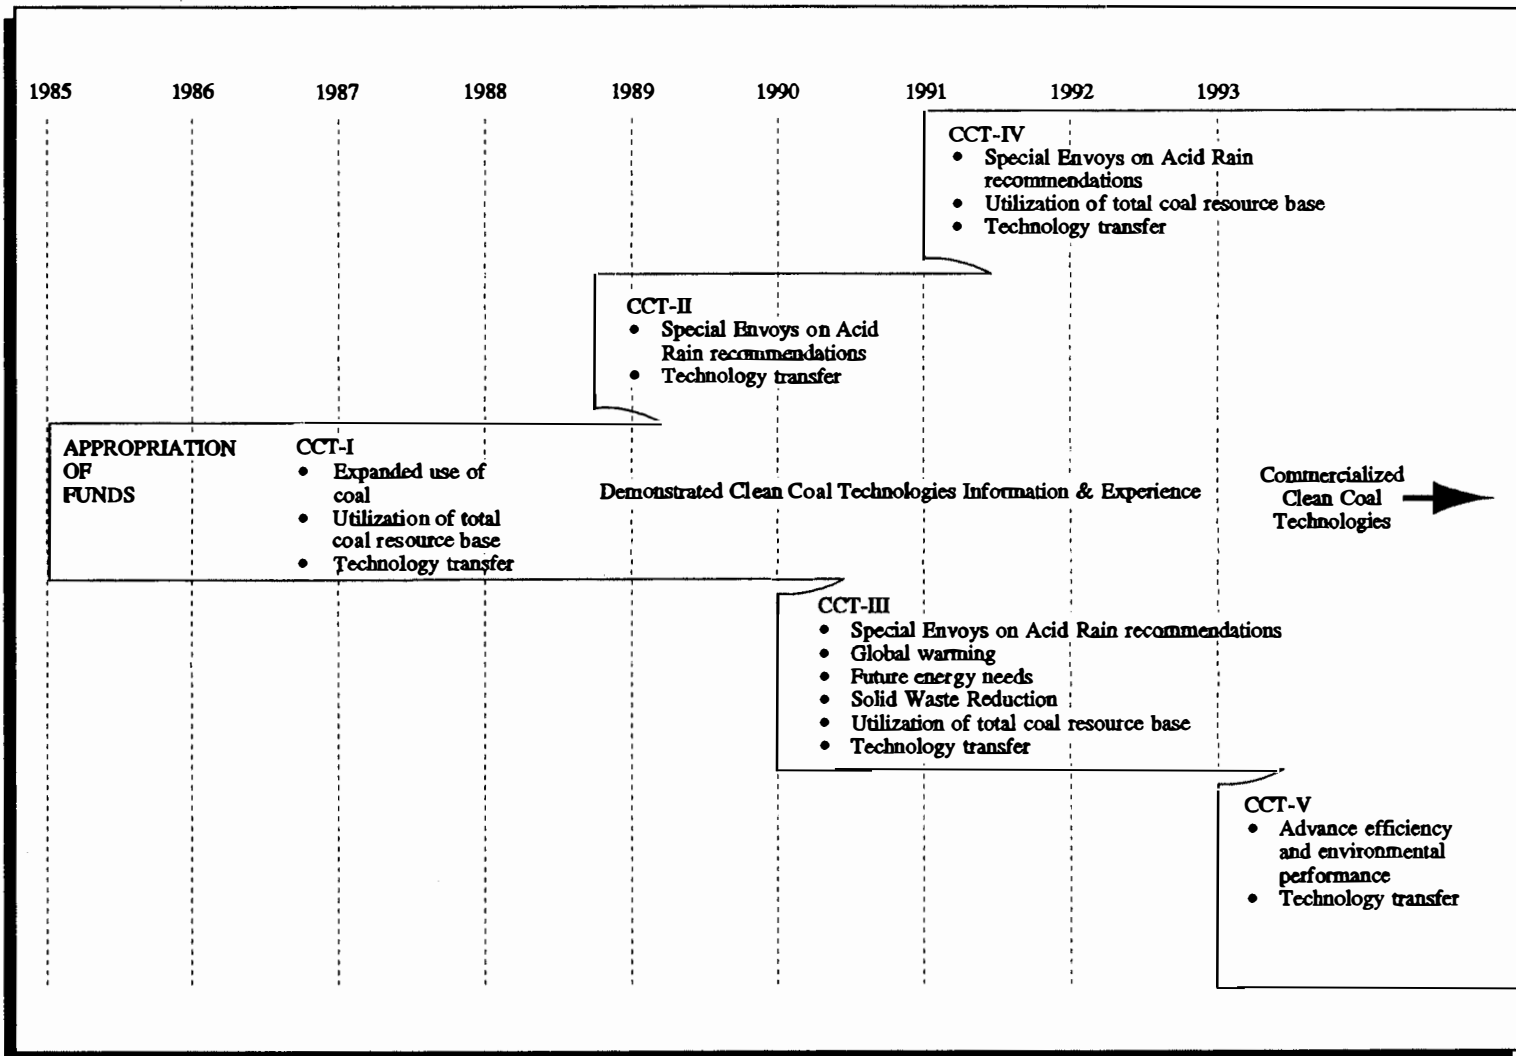 1985 1986 1987 1988 1989 1990 1991 1992 1993
CCT-IV
• Special Envoys on Acid Rain
recommendations
• Utilization of total coal resource base
• Technology transfer
CCT-II
• Special Envoys on Acid
Rain recommendations
• Technology transfer
APPROPRIATION
OF
FUNDS
CCT-I
• Expanded use of
coal
• Utilization of total
coal resource base
• Technology transfer
Demonstrated Clean Coal Technologies Information & Experience
Commercialized
Clean Coal
Technologies
CCT-III
• Special Envoys on Acid Rain recommendations
• Global warming
• Future energy needs
• Solid Waste Reduction
• Utilization of total coal resource base
• Technology transfer
CCT-V
• Advance efficiency
and environmental
performance
• Technology transfer